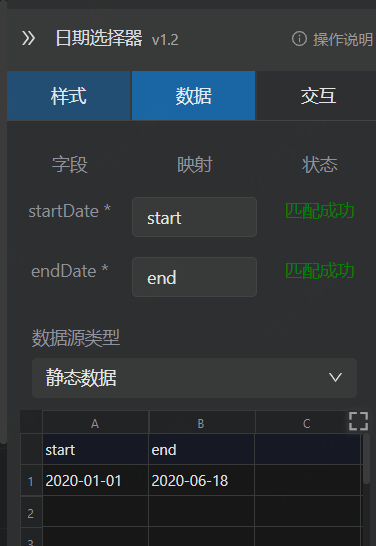 日期选择器 v1.2 操作说明
样式 数据 交互
字段 映射 状态
startDate * start 匹配成功
endDate * end 匹配成功
数据源类型
静态数据
A B C
start end
1 2020-01-01 2020-06-18
2
3